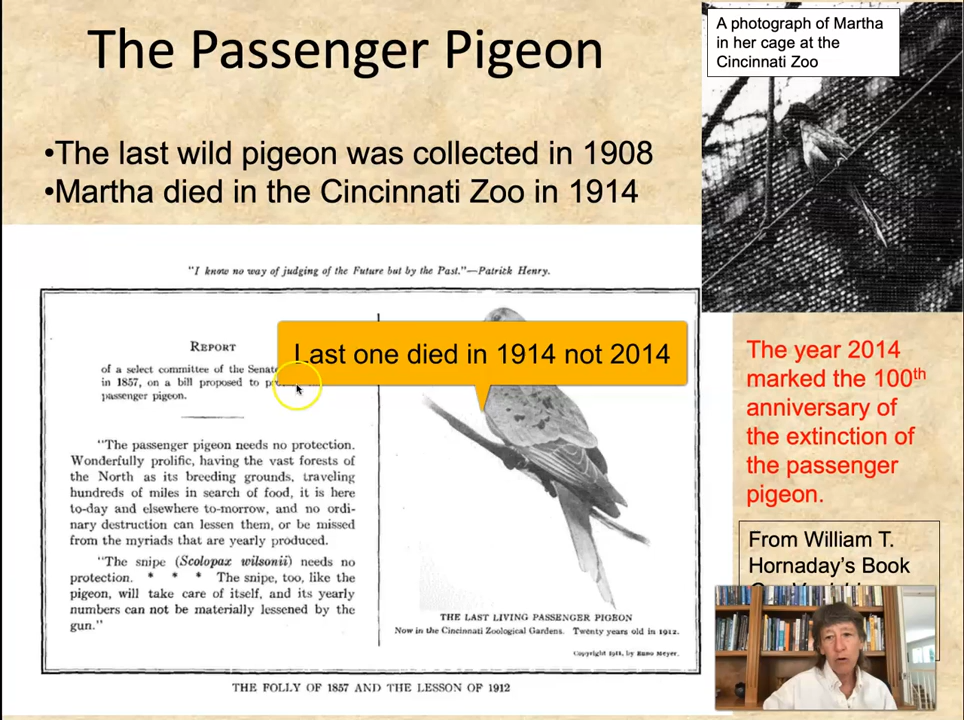 The Passenger Pigeon
•The last wild pigeon was collected in 1908
•Martha died in the Cincinnati Zoo in 1914
A photograph of Martha
in her cage at the
Cincinnati Zoo
"I know no way of judging of the Future but by the Past."—Patrick Henry.
REPORT
of a select committee of the Senate
in 1857, on a bill proposed to
passenger pigeon.
"The passenger pigeon needs no protection.
Wonderfully prolific, having the vast forests of
the North as its breeding grounds, traveling
hundreds of miles in search of food, it is here
to-day and elsewhere to-morrow, and no ordi-
nary destruction can lessen them, or be missed
from the myriads that are yearly produced.
"The snipe (Scolopax wilsonii) needs no
protection. * * * The snipe, too, like the
pigeon, will take care of itself, and its yearly
numbers can not be materially lessened by the
gun."
Last one died in 1914 not 2014
THE LAST LIVING PASSENGER PIGEON
Now in the Cincinnati Zoological Gardens. Twenty years old in 1912.
Copyright 1911, by Enno Meyer.
THE FOLLY OF 1857 AND THE LESSON OF 1912
The year 2014
marked the 100th
anniversary of
the extinction of
the passenger
pigeon.
From William T.
Hornaday's Book